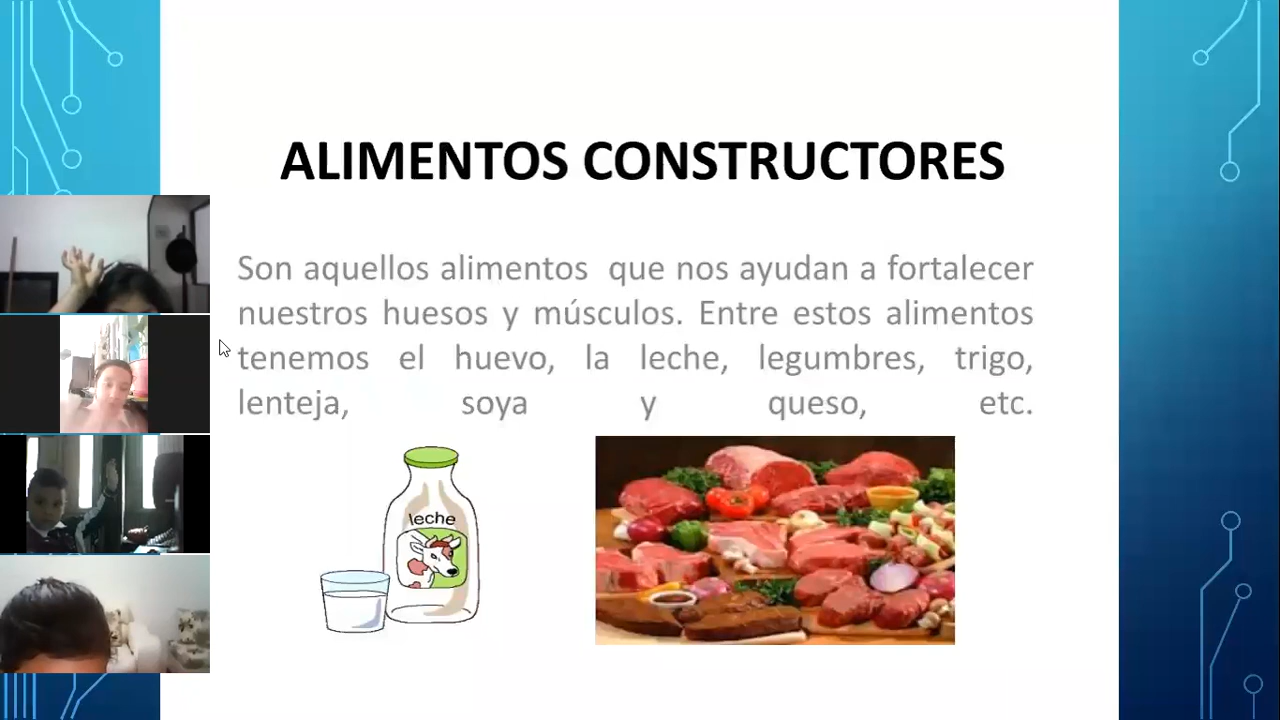 ALIMENTOS CONSTRUCTORES
Son aquellos alimentos que nos ayudan a fortalecer
nuestros huesos y músculos. Entre estos alimentos
tenemos el huevo, la leche, legumbres, trigo,
lenteja, soya y queso, etc.
leche